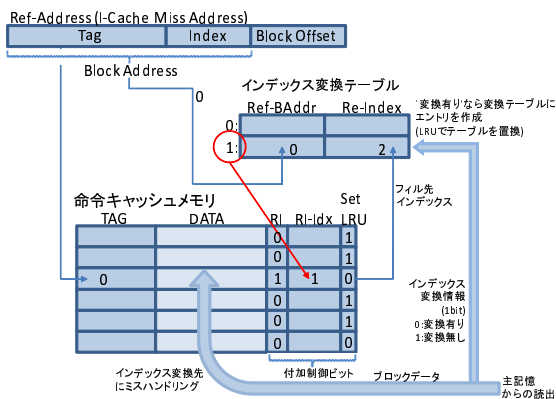 Ref-Address (I-Cache Miss Address)
Tag Index Block Offset
Block Address
0
インデックス変換テーブル
Ref-BAddr Re-Index
0:
1: 0 2
'変換有り'なら変換テーブルに
エントリを作成
(LRUでテーブルを置換)
フィル先
インデックス
命令キャッシュメモリ
TAG DATA RI RI-Idx Set LRU
0 1
0 1
0 1 1 0
0 1
0 1
0 0
インデックス
変換情報
(1bit)
0:変換有り
1:変換無し
インデックス変換先
にミスハンドリング
付加制御ビット
ブロックデータ
主記憶
からの読出